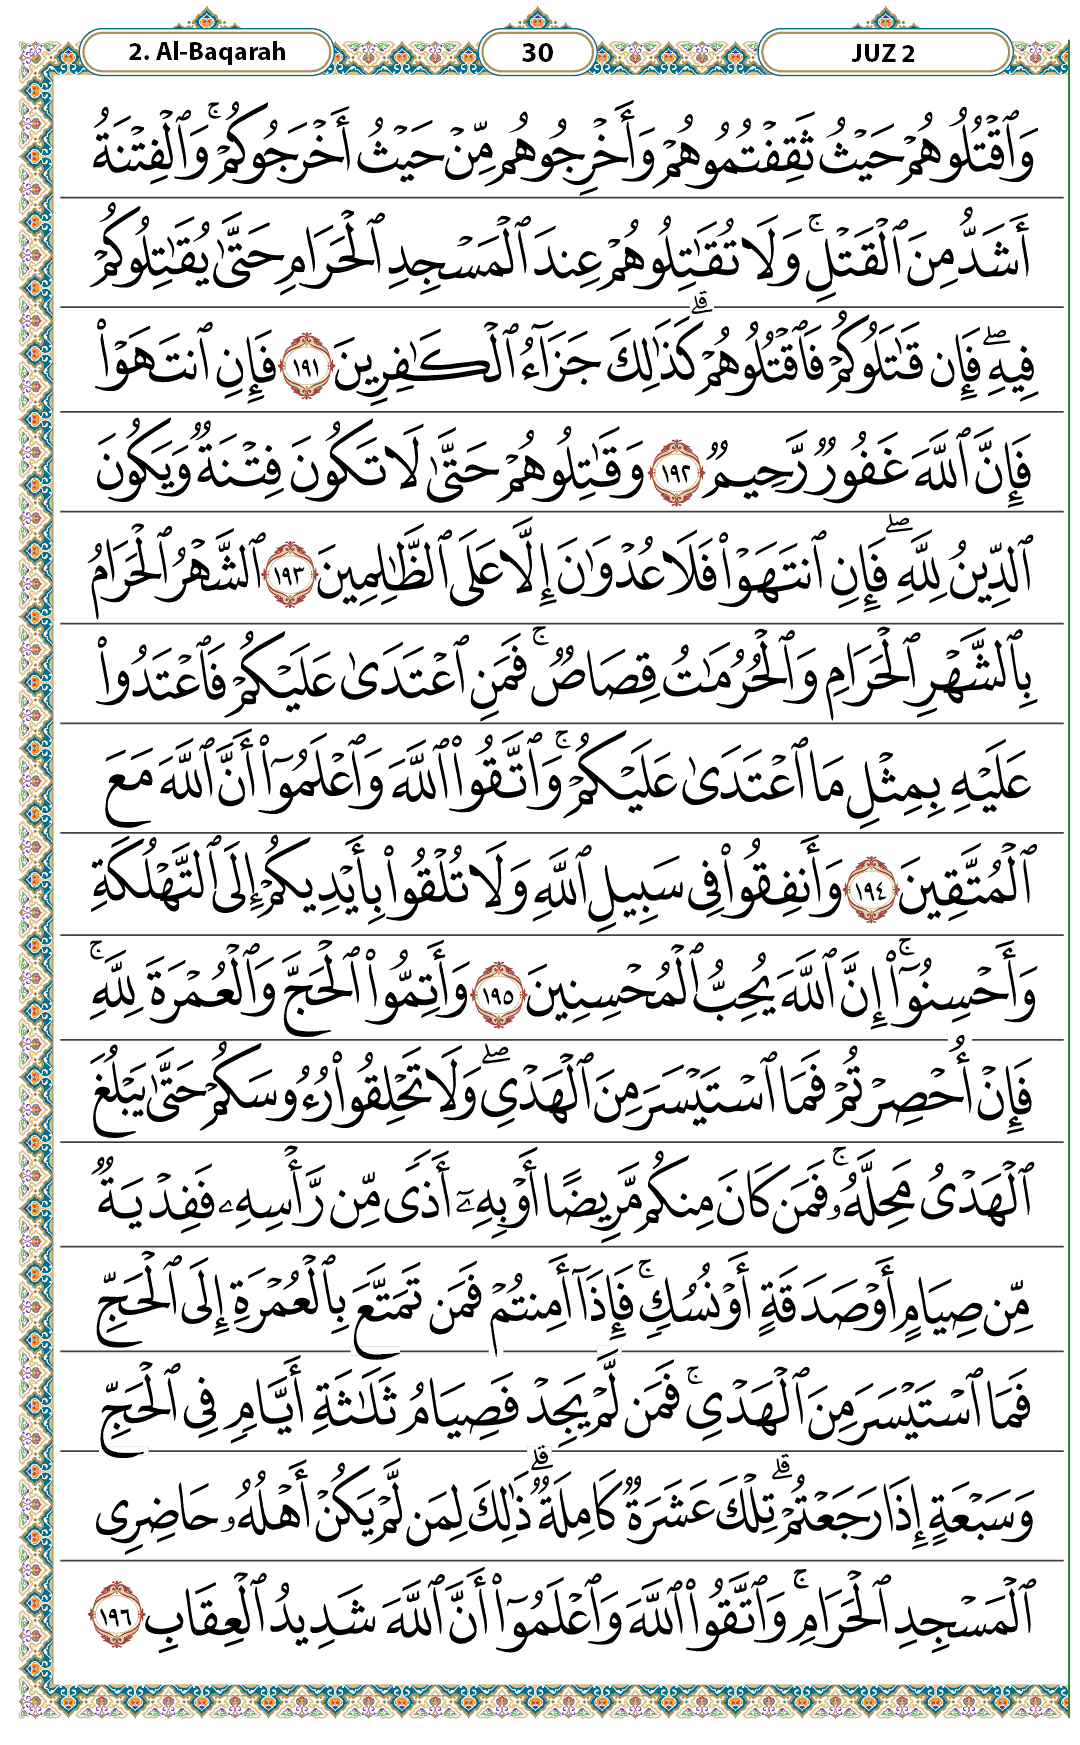 2. Al-Baqarah 30 JUZ 2
وَٱقۡتُلُوهُمۡ حَيۡثُ ثَقِفۡتُمُوهُمۡ وَأَخۡرِجُوهُم مِّنۡ حَيۡثُ أَخۡرَجُوكُمۡۚ وَٱلۡفِتۡنَةُ
أَشَدُّ مِنَ ٱلۡقَتۡلِۚ وَلَا تُقَٰتِلُوهُمۡ عِندَ ٱلۡمَسۡجِدِ ٱلۡحَرَامِ حَتَّىٰ يُقَٰتِلُوكُمۡ
فِيهِۖ فَإِن قَٰتَلُوكُمۡ فَٱقۡتُلُوهُمۡۗ كَذَٰلِكَ جَزَآءُ ٱلۡكَٰفِرِينَ ١٩١ فَإِنِ ٱنتَهَوۡاْ
فَإِنَّ ٱللَّهَ غَفُورٞ رَّحِيمٞ ١٩٢ وَقَٰتِلُوهُمۡ حَتَّىٰ لَا تَكُونَ فِتۡنَةٞ وَيَكُونَ
ٱلدِّينُ لِلَّهِۖ فَإِنِ ٱنتَهَوۡاْ فَلَا عُدۡوَٰنَ إِلَّا عَلَى ٱلظَّٰلِمِينَ ١٩٣ ٱلشَّهۡرُ ٱلۡحَرَامُ
بِٱلشَّهۡرِ ٱلۡحَرَامِ وَٱلۡحُرُمَٰتُ قِصَاصٞۚ فَمَنِ ٱعۡتَدَىٰ عَلَيۡكُمۡ فَٱعۡتَدُواْ
عَلَيۡهِ بِمِثۡلِ مَا ٱعۡتَدَىٰ عَلَيۡكُمۡۚ وَٱتَّقُواْ ٱللَّهَ وَٱعۡلَمُوٓاْ أَنَّ ٱللَّهَ مَعَ
ٱلۡمُتَّقِينَ ١٩٤ وَأَنفِقُواْ فِي سَبِيلِ ٱللَّهِ وَلَا تُلۡقُواْ بِأَيۡدِيكُمۡ إِلَى ٱلتَّهۡلُكَةِ
وَأَحۡسِنُوٓاْۚ إِنَّ ٱللَّهَ يُحِبُّ ٱلۡمُحۡسِنِينَ ١٩٥ وَأَتِمُّواْ ٱلۡحَجَّ وَٱلۡعُمۡرَةَ لِلَّهِۚ
فَإِنۡ أُحۡصِرۡتُمۡ فَمَا ٱسۡتَيۡسَرَ مِنَ ٱلۡهَدۡيِۖ وَلَا تَحۡلِقُواْ رُءُوسَكُمۡ حَتَّىٰ يَبۡلُغَ
ٱلۡهَدۡيُ مَحِلَّهُۥۚ فَمَن كَانَ مِنكُم مَّرِيضًا أَوۡ بِهِۦٓ أَذٗى مِّن رَّأۡسِهِۦ فَفِدۡيَةٞ
مِّن صِيَامٍ أَوۡ صَدَقَةٍ أَوۡ نُسُكٖۚ فَإِذَآ أَمِنتُمۡ فَمَن تَمَتَّعَ بِٱلۡعُمۡرَةِ إِلَى ٱلۡحَجِّ
فَمَا ٱسۡتَيۡسَرَ مِنَ ٱلۡهَدۡيِۚ فَمَن لَّمۡ يَجِدۡ فَصِيَامُ ثَلَٰثَةِ أَيَّامٖ فِي ٱلۡحَجِّ
وَسَبۡعَةٍ إِذَا رَجَعۡتُمۡۗ تِلۡكَ عَشَرَةٞ كَامِلَةٞۗ ذَٰلِكَ لِمَن لَّمۡ يَكُنۡ أَهۡلُهُۥ حَاضِرِي
ٱلۡمَسۡجِدِ ٱلۡحَرَامِۚ وَٱتَّقُواْ ٱللَّهَ وَٱعۡلَمُوٓاْ أَنَّ ٱللَّهَ شَدِيدُ ٱلۡعِقَابِ ١٩٦